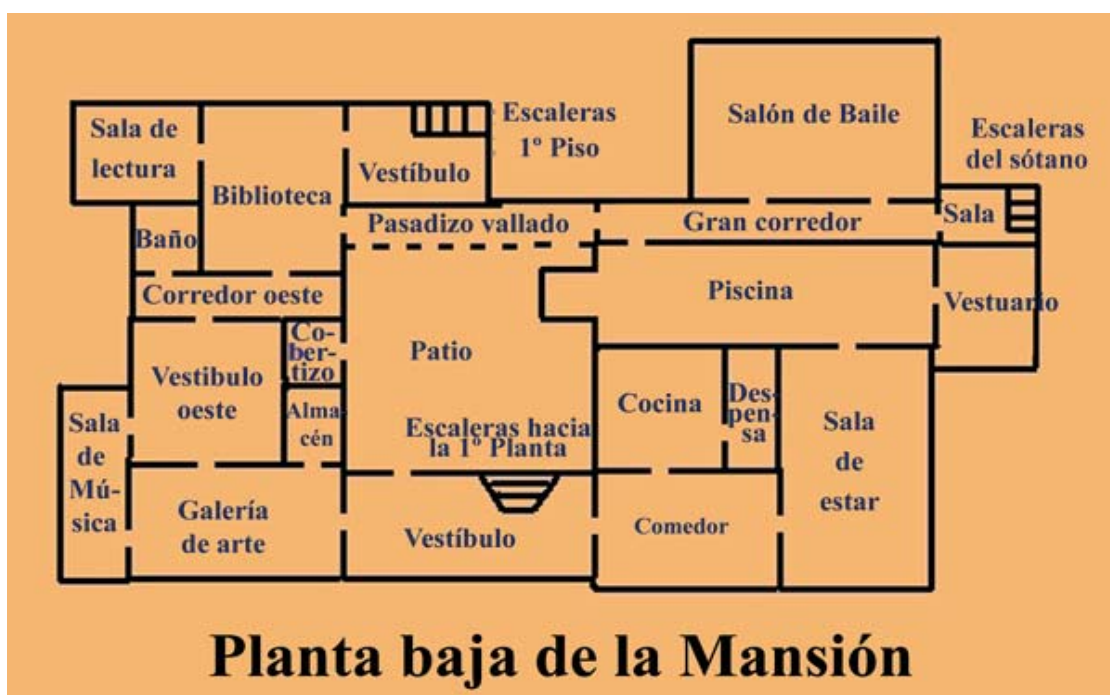 Sala de
lectura
Biblioteca
Vestíbulo
Escaleras
1º Piso
Salón de Baile
Escaleras
del sótano
Baño
Pasadizo vallado
Gran corredor
Sala
Corredor oeste
Piscina
Vestuario
Co-
ber-
tizo
Patio
Vestibulo
oeste
Alma-
cén
Escaleras hacia
la 1º Planta
Cocina
Des-
pen-
sa
Sala
de
estar
Sala
de
Mú-
sica
Galería
de arte
Vestíbulo
Comedor
Planta baja de la Mansión